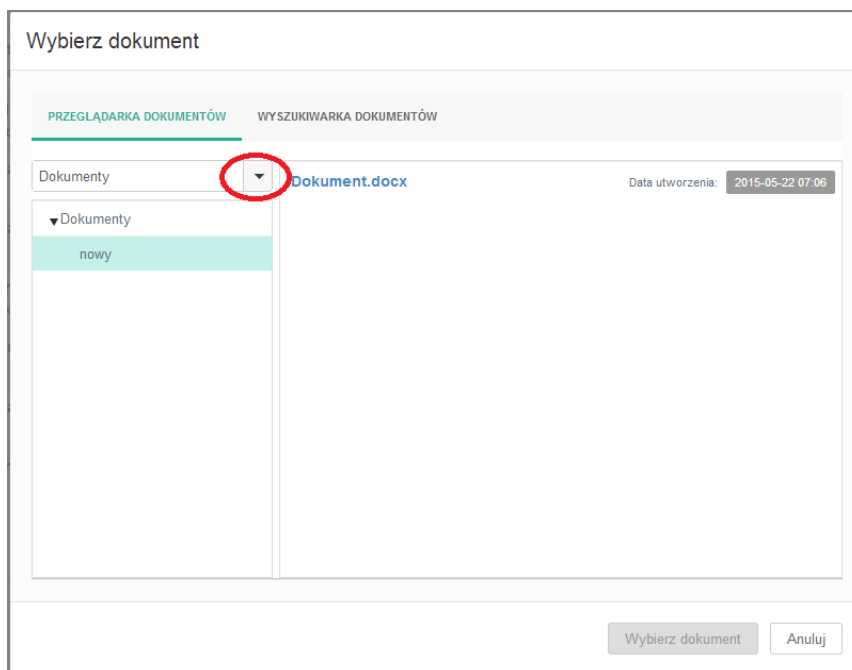 Wybierz dokument
PRZEGLĄDARKA DOKUMENTÓW WYSZUKIWARKA DOKUMENTÓW
Dokumenty
Dokument.docx Data utworzenia: 2015-05-22 07:06
Dokumenty
nowy
Wybierz dokument Anuluj